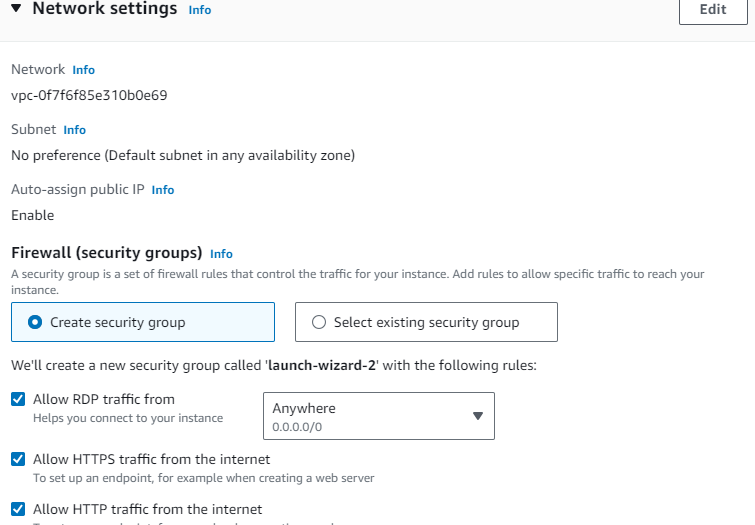 Network settings Info
Edit
Network Info
vpc-0f7f6f85e310b0e69
Subnet Info
No preference (Default subnet in any availability zone)
Auto-assign public IP Info
Enable
Firewall (security groups) Info
A security group is a set of firewall rules that control the traffic for your instance. Add rules to allow specific traffic to reach your
instance.
Create security group
Select existing security group
We'll create a new security group called 'launch-wizard-2' with the following rules:
Allow RDP traffic from
Helps you connect to your instance
Anywhere
0.0.0.0/0
Allow HTTPS traffic from the internet
To set up an endpoint, for example when creating a web server
Allow HTTP traffic from the internet